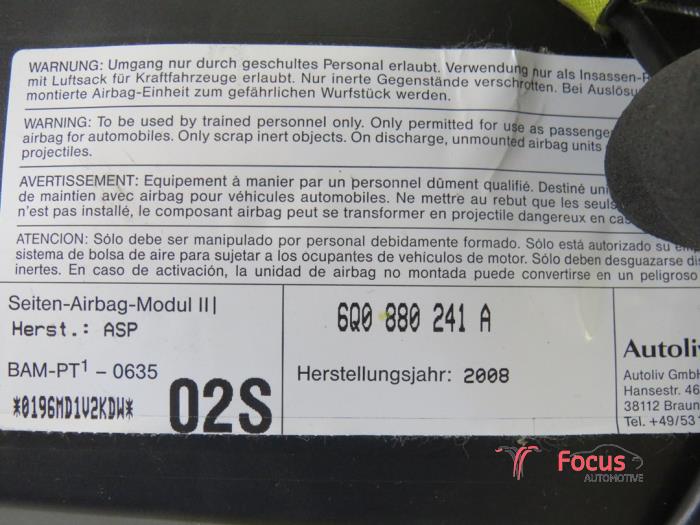 WARNUNG: Umgang nur durch geschultes Personal erlaubt. Verwendung nur als Insassen-R
mit Luftsack für Kraftfahrzeuge erlaubt. Nur inerte Gegenstände verschrotten. Bei Auslösu
montierte Airbag-Einheit zum gefährlichen Wurfstück werden.
WARNING: To be used by trained personnel only. Only permitted for use as passenger
airbag for automobiles. Only scrap inert objects. On discharge, unmounted airbag units
projectiles.
AVERTISSEMENT: Equipement à manier par un personnel dûment qualifié. Destiné uni
de maintien avec airbag pour véhicules automobiles. Ne mettre au rebut que les seuls
n'est pas installé, le composant airbag peut se transformer en projectile dangereux en cas
ATENCION: Sólo debe ser manipulado por personal debidamente formado. Sólo está autorizado su
sistema de bolsa de aire para sujetar a los ocupantes de vehículos de motor. Sólo deben desguazarse dis
inertes. En caso de activación, la unidad de airbag no montada puede convertirse en un peligroso
Seiten-Airbag-Modul III
Herst.: ASP
BAM-PT1 - 0635
*0196MD1V2KDW*
02S
6Q0 880 241 A
Herstellungsjahr: 2008
Autoliv
Autoliv GmbH
Hansestr. 46
38112 Braun
Tel. +49/53 1
Focus
AUTOMOTIVE